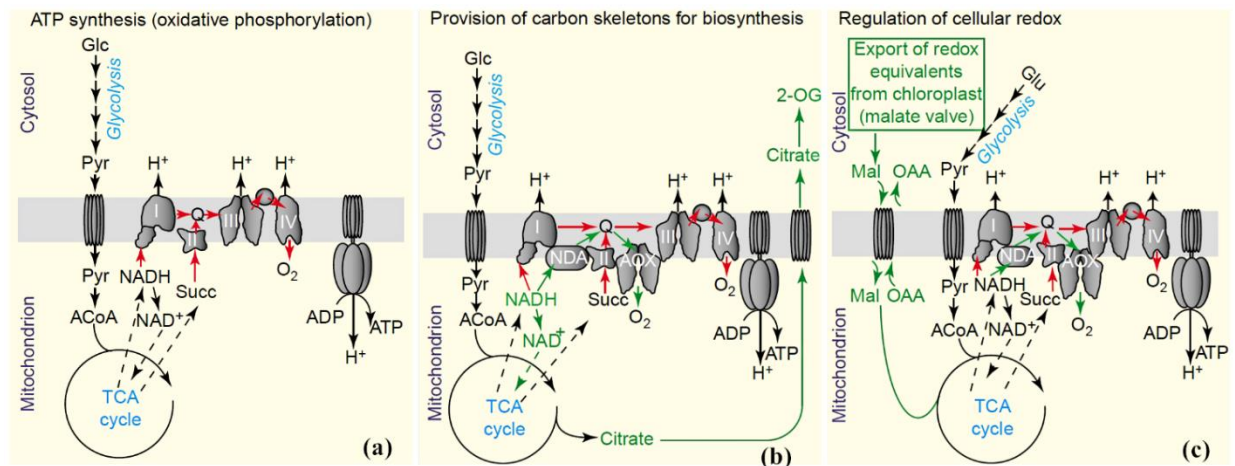 ATP synthesis (oxidative phosphorylation)
Glc
Cytosol
Glycolysis
Pyr
H+
H+
H+
I
Q
III
IV
II
O2
NADH
Pyr
Succ
NAD+
ACoA
ADP
ATP
H+
Mitochondrion
TCA
cycle
(a)
Provision of carbon skeletons for biosynthesis
Glc
Cytosol
Glycolysis
2-OG
Citrate
Pyr
H+
H+
H+
I
Q
III
IV
NDA
II
AOX
O2
Pyr
NADH
Succ
O2
ACoA
NAD+
ADP
ATP
H+
Mitochondrion
TCA
cycle
Citrate
(b)
Regulation of cellular redox
Export of redox
equivalents
from chloroplast
(malate valve)
Cytosol
Glu
Glycolysis
Mal
OAA
Pyr
H+
H+
H+
I
Q
III
IV
NDA
II
AOX
O2
Mal
OAA
Pyr
NADH
Succ
O2
ACoA
NAD+
ADP
ATP
H+
Mitochondrion
TCA
cycle
(c)